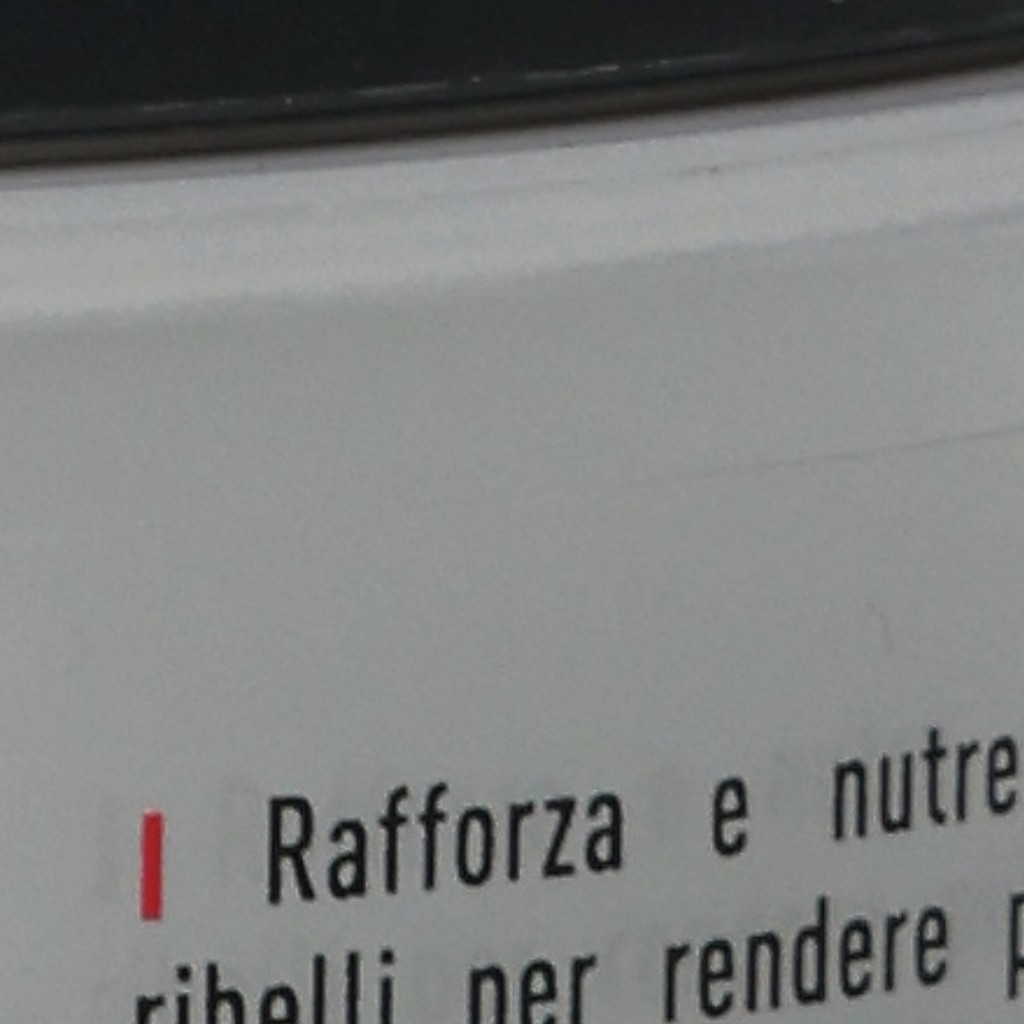 I Rafforza e nutre
ribelli per rendere